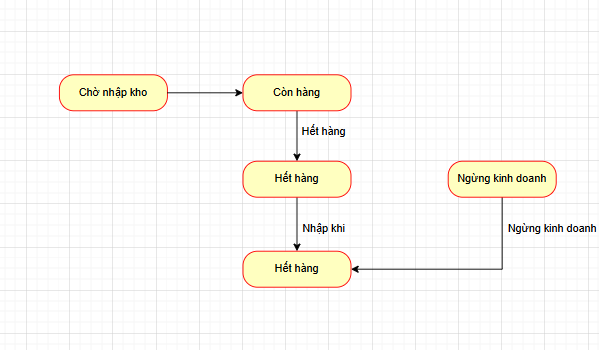 Chờ nhập kho
Còn hàng
Hết hàng
Hết hàng
Ngừng kinh doanh
Nhập khi
Ngừng kinh doanh
Hết hàng